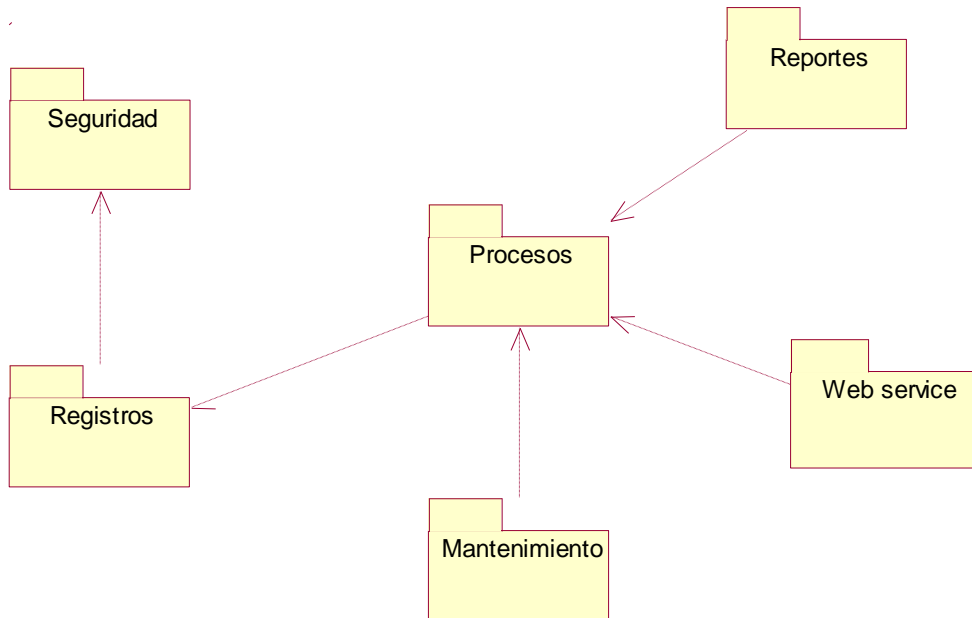 Reportes
Seguridad
Procesos
Web service
Registros
Mantenimiento